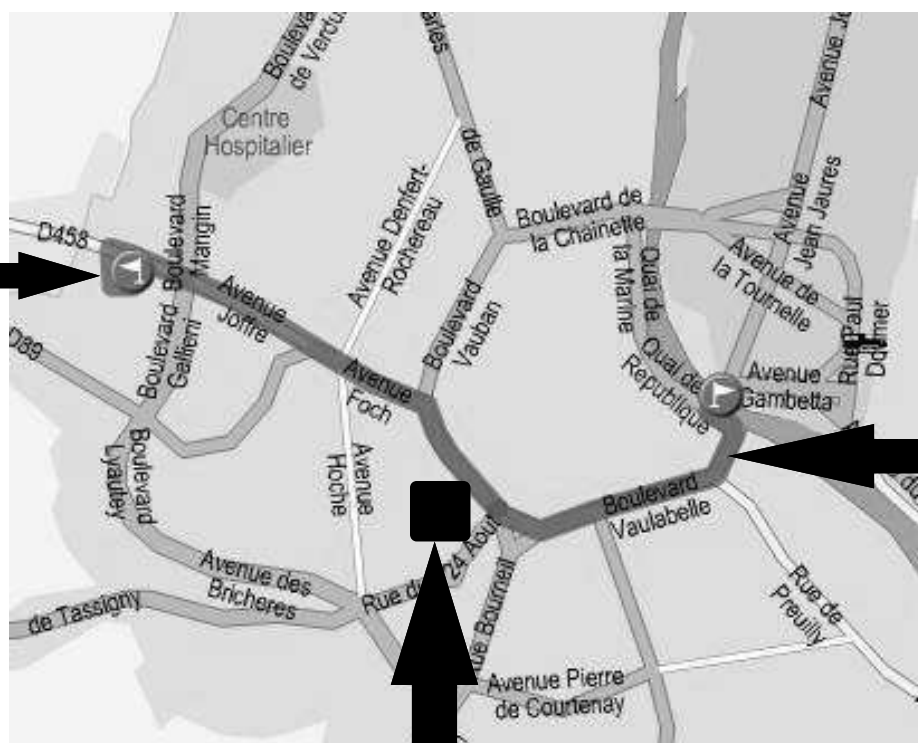 Boulevard
de Verdun
Centre
Hospitalier
de Gaulle
Avenue Denfert-
Rochereau
Boulevard
Mangin
D458
Avenue
Joffre
Boulevard
Gallieni
D89
Boulevard
Lyautey
Avenue
Foch
Boulevard
Vauban
Boulevard de
la Chainette
Quai de
la Marine
Quai de
Republique
Avenue
Jean Jaures
Avenue de
la Tournelle
Rue Paul
Doumer
Avenue
Gambetta
Avenue
Hoche
Boulevard
Vaulabelle
24 Aout
Rue
Avenue des
Bricheres
de Tassigny
Bourneil
Avenue Pierre
de Courtenay
Rue de
Preuilly
Avenue